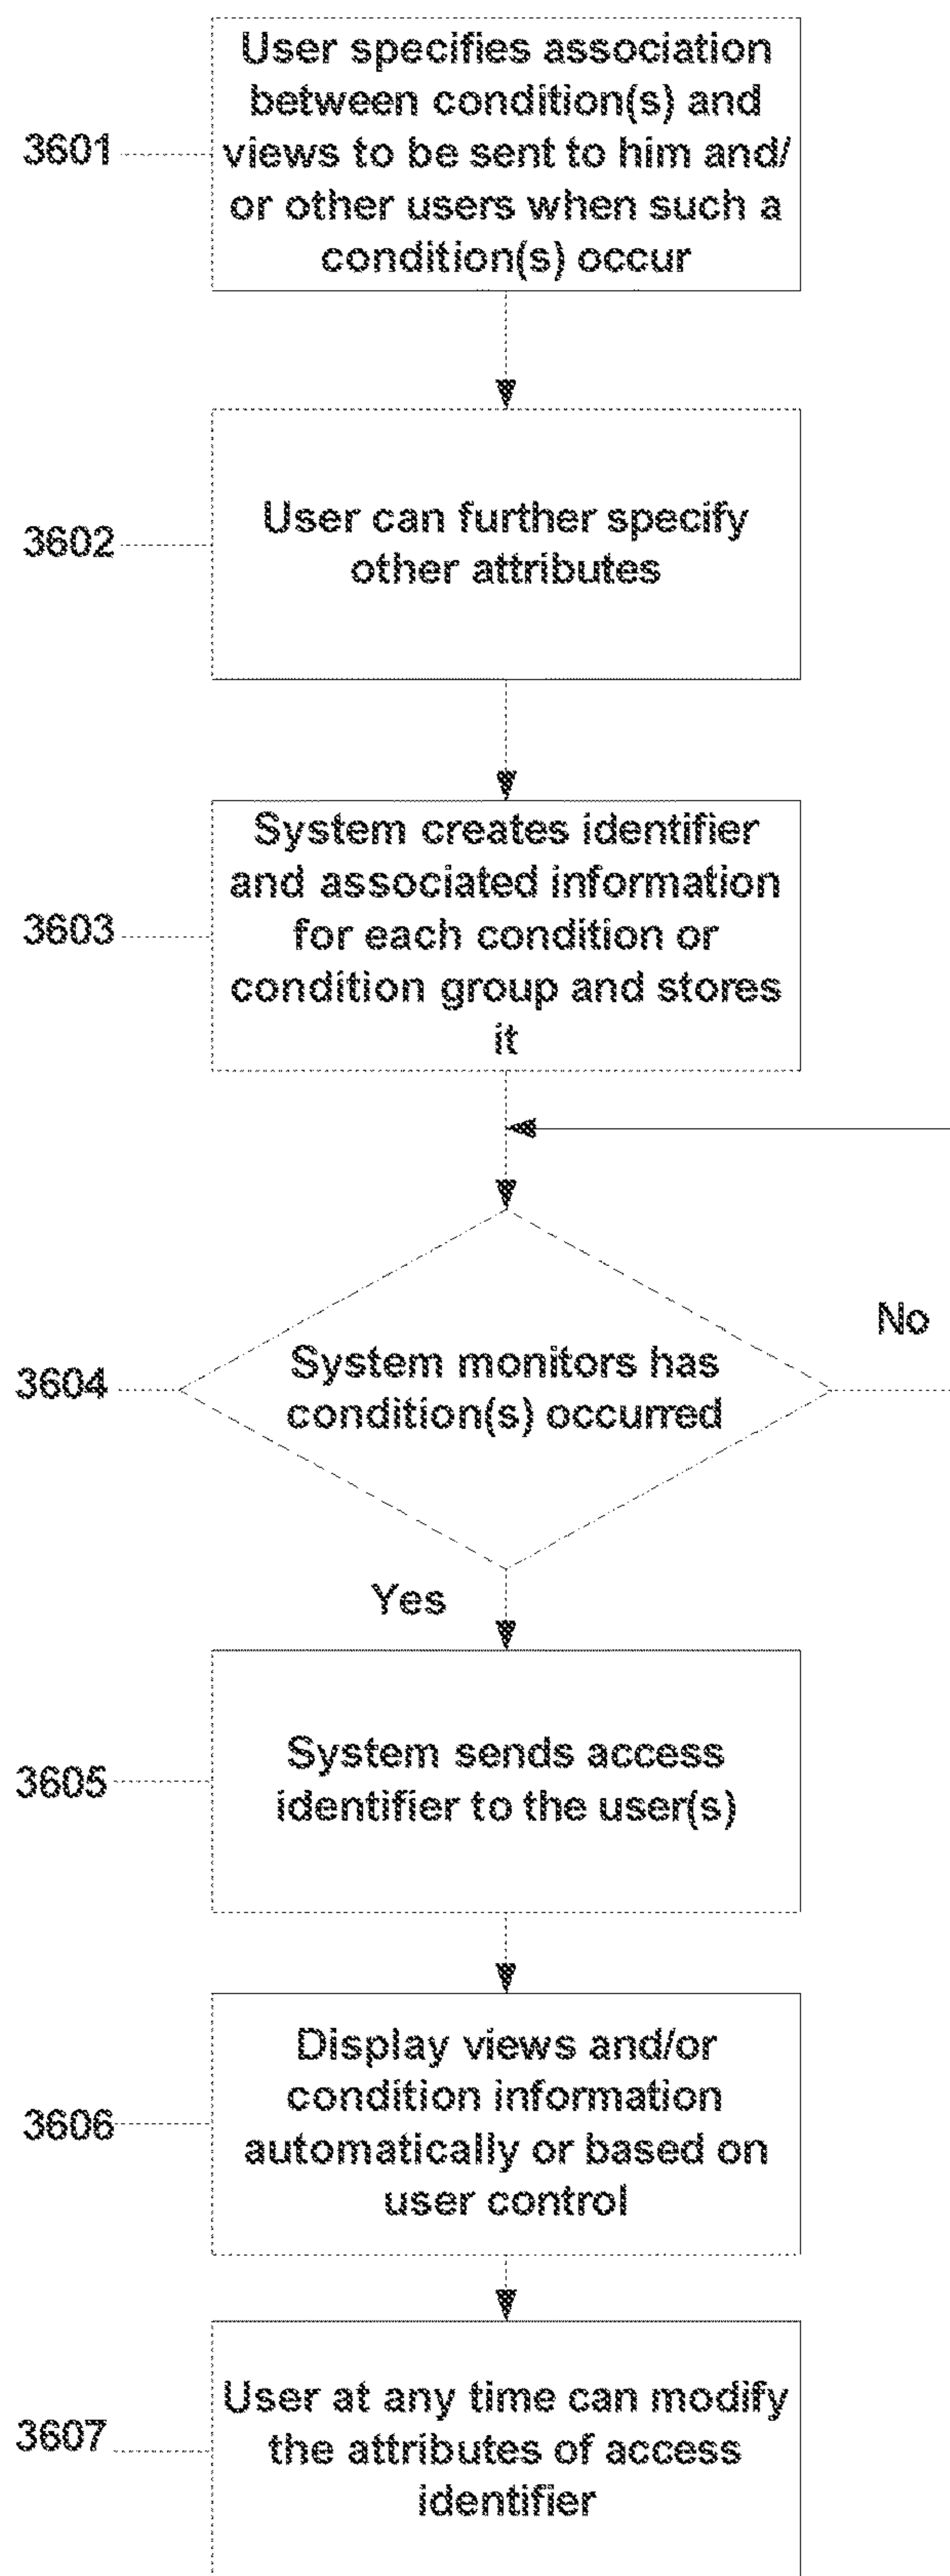 User specifies association
between condition(s) and
3601
views to be sent to him and/
or other users when such a
condition(s) occur
3602
User can further specify
other attributes
System creates identifier
and associated information
3603
for each condition or
condition group and stores
it
No
3604
System monitors has
condition(s) occurred
Yes
3605
System sends access
identifier to the user(s)
Display views and/or
condition information
3606
automatically or based on
user control
User at any time can modify
3607
the attributes of access
identifier